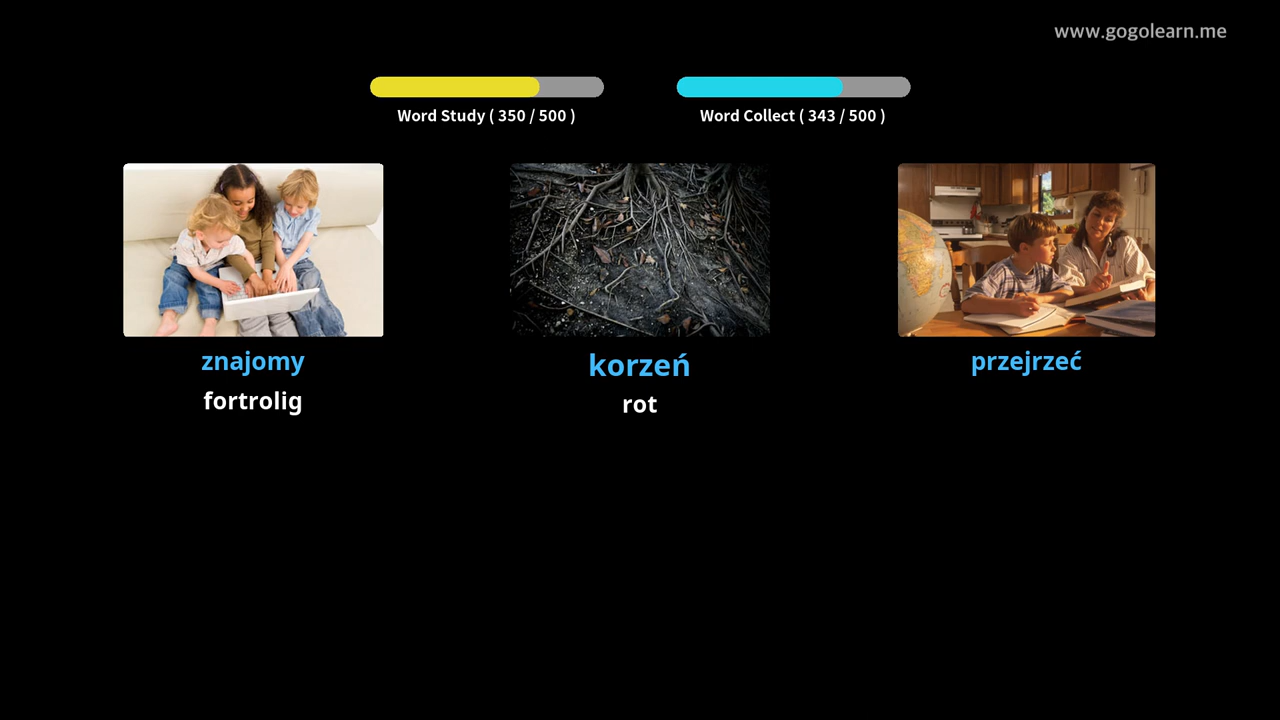 www.gogolearn.me
Word Study ( 350 / 500 )
Word Collect ( 343 / 500 )
znajomy
korzeń
przejrzeć
fortrolig
rot